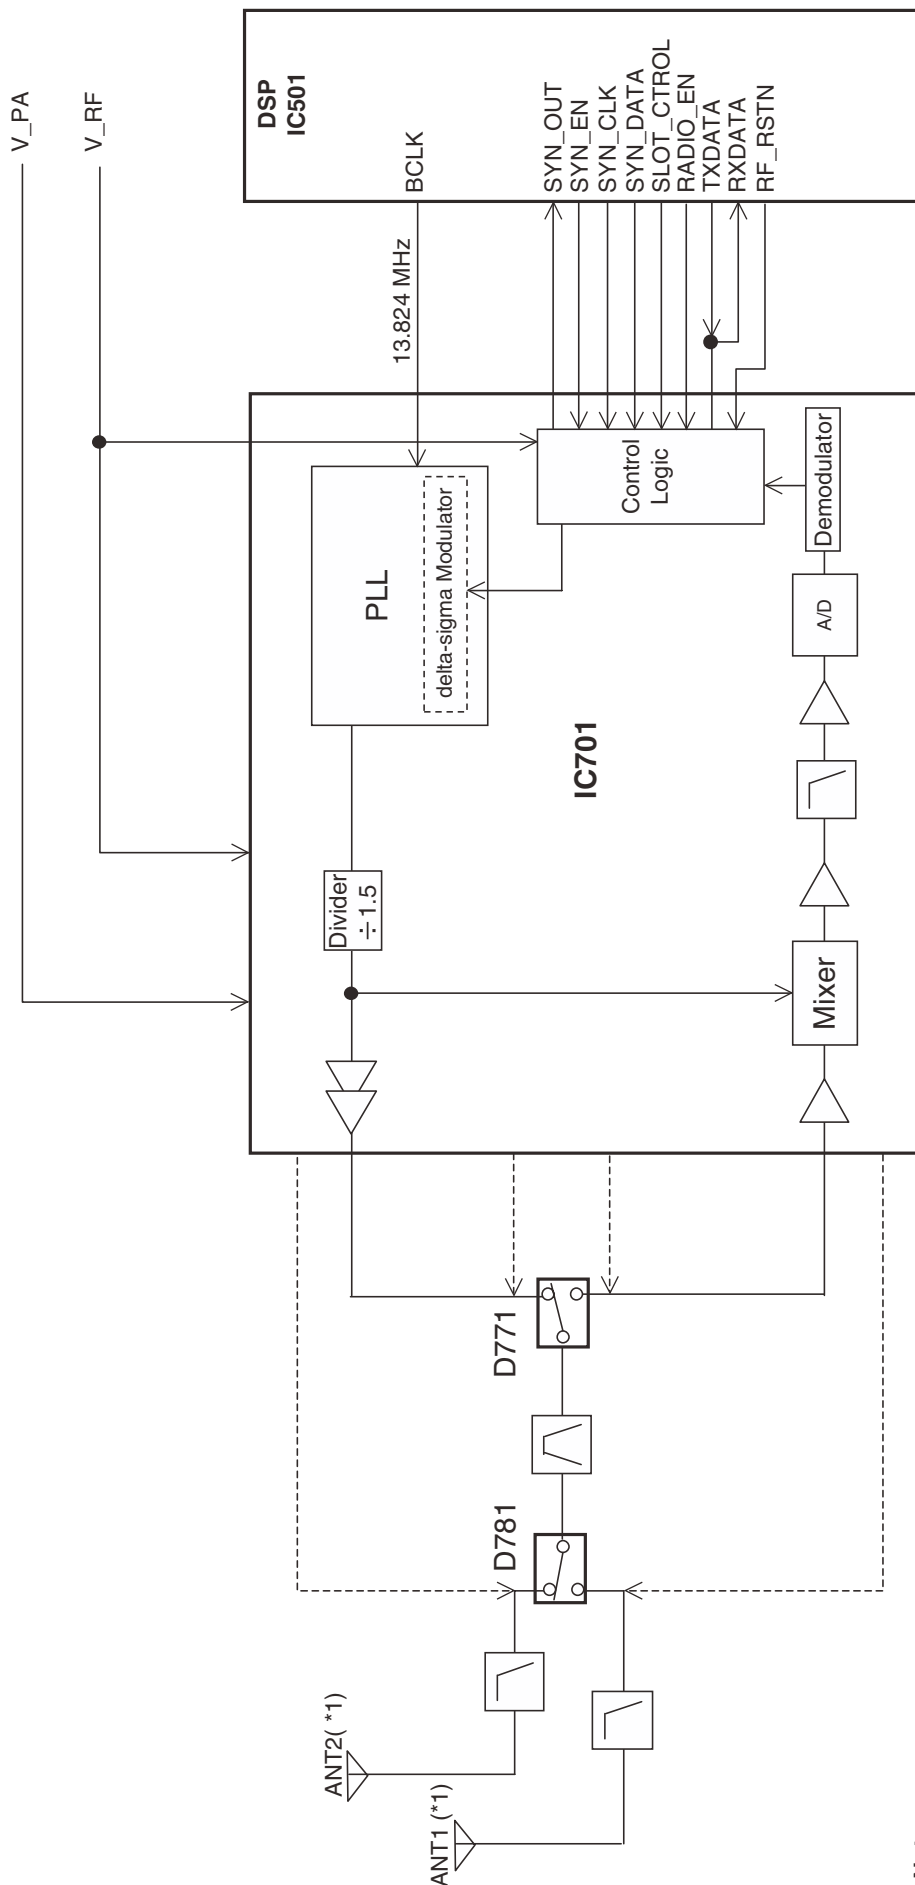 V_PA
V_RF
DSP
IC501
BCLK
SYN_OUT
SYN_EN
SYN_CLK
SYN_DATA
SLOT_CTROL
RADIO_EN
TXDATA
RXDATA
RF_RSTN
13.824 MHz
PLL
delta-sigma Modulator
Control
Logic
Demodulator
A/D
IC701
Divider
÷1.5
Mixer
D771
D781
ANT2( *1)
ANT1 (*1)